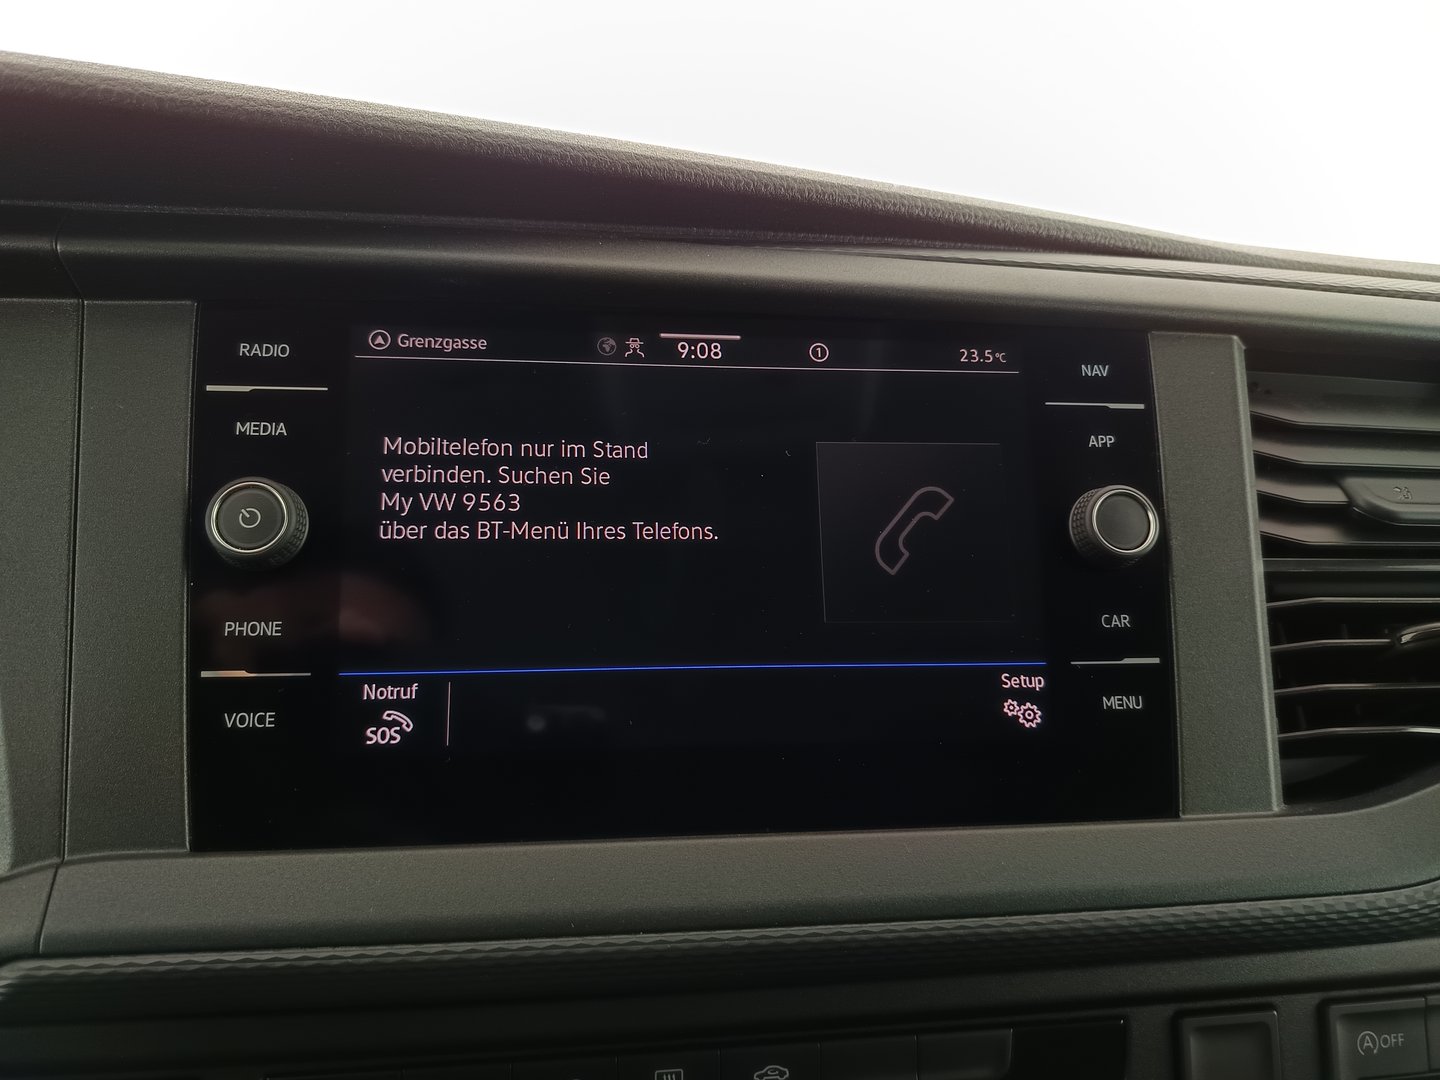 RADIO
MEDIA
PHONE
VOICE
Grenzgasse
9:08
1
23.5°C
Mobiltelefon nur im Stand
verbinden. Suchen Sie
My VW 9563
über das BT-Menü Ihres Telefons.
Notruf
SOS
Setup
NAV
APP
CAR
MENU
A OFF